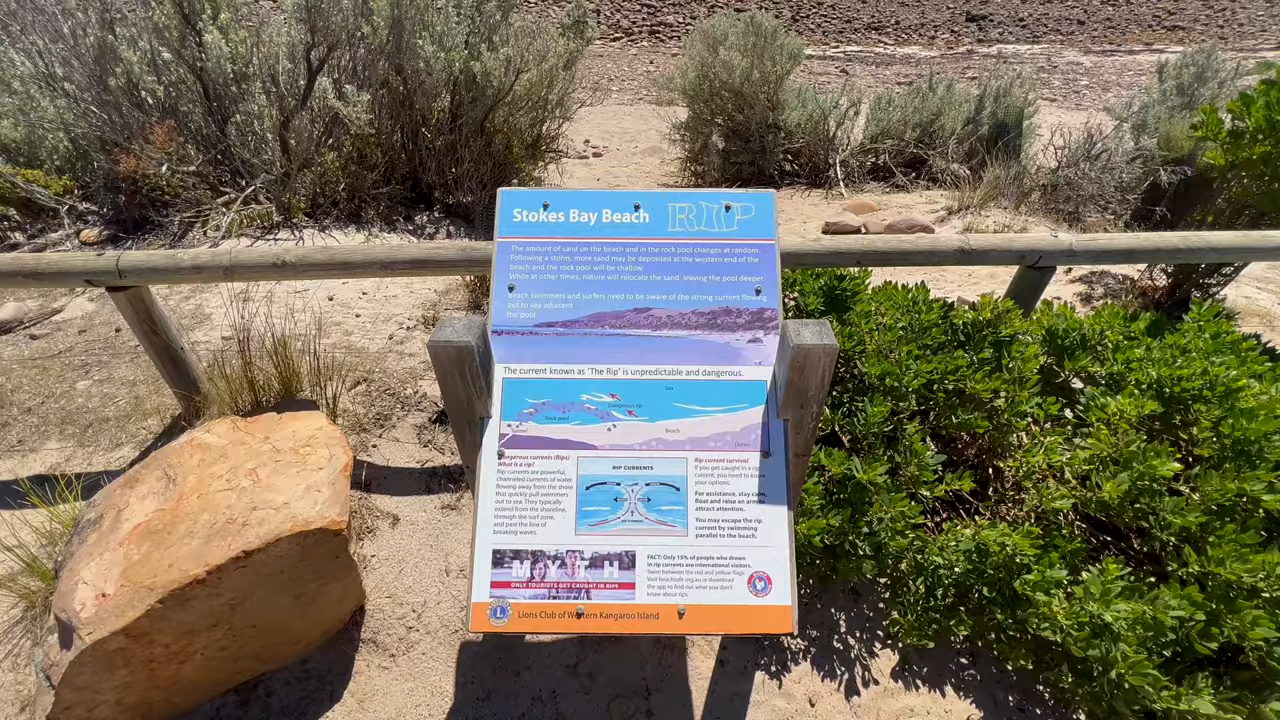 Stokes Bay Beach RIP
The amount of sand on the beach and in the rock pool changes at random.
Following a storm, more sand may be deposited at the western end of the
beach and the rock pool will be shallow.
While at other times, nature will relocate the sand: leaving the pool deeper
Beach swimmers and surfers need to be aware of the strong current flowing
out to sea adjacent
the pool
The current known as 'The Rip' is unpredictable and dangerous.
Sea
Dangerous rip
Rock pool
Tunnel
Beach
Dunes
Dangerous currents (Rips)
What is a rip?
Rip currents are powerful,
channeled currents of water
flowing away from the shore
that quickly pull swimmers
out to sea. They typically
extend from the shoreline,
through the surf zone,
and past the line of
breaking waves.
RIP CURRENTS
RIP CURRENT
Rip current survival
If you get caught in a rip
current, you need to know
your options:
For assistance, stay calm,
float and raise an arm to
attract attention.
You may escape the rip
current by swimming
parallel to the beach.
MYTH
ONLY TOURISTS GET CAUGHT IN RIPS
FACT: Only 15% of people who drown
in rip currents are international visitors.
Swim between the red and yellow flags.
Visit beachsafe.org.au or download
the app to find out what you don't
know about rips.
L
Lions Club of Western Kangaroo Island